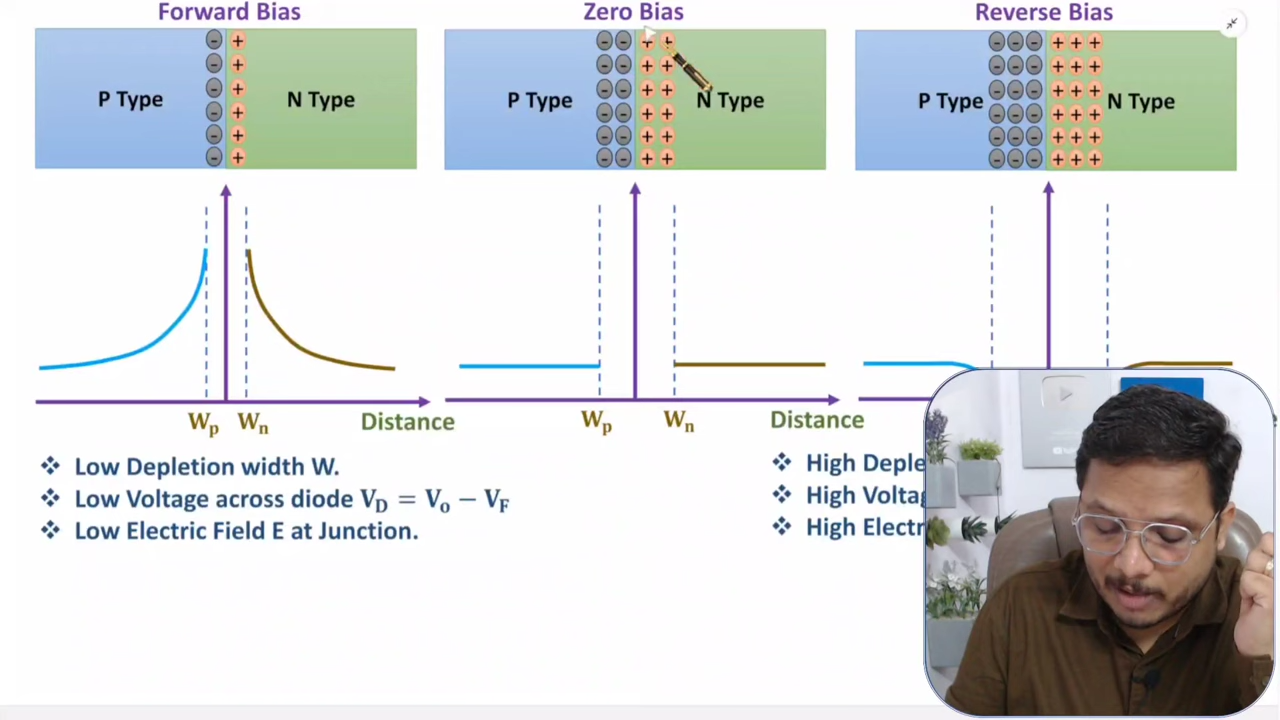 Forward Bias
Zero Bias
Reverse Bias
P Type
N Type
P Type
N Type
P Type
N Type
Wp
Wn
Distance
Wp
Wn
Distance
❖ Low Depletion width W.
❖ Low Voltage across diode VD = Vo − VF
❖ Low Electric Field E at Junction.
❖ High Deple
❖ High Voltag
❖ High Electr